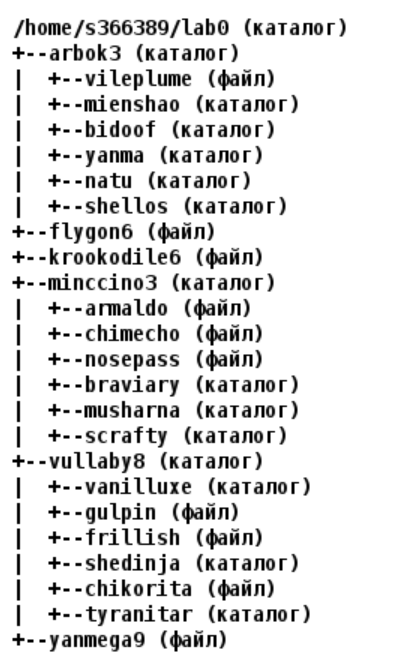 /home/s366389/lab0 (каталог)
+--arbok3 (каталог)
|  +--vileplume (файл)
|  +--mienshao (каталог)
|  +--bidoof (каталог)
|  +--yanma (каталог)
|  +--natu (каталог)
|  +--shellos (каталог)
+--flygon6 (файл)
+--krookodile6 (файл)
+--minccino3 (каталог)
|  +--armaldo (файл)
|  +--chimecho (файл)
|  +--nosepass (файл)
|  +--braviary (каталог)
|  +--musharna (каталог)
|  +--scrafty (каталог)
+--vullaby8 (каталог)
|  +--vanilluxe (каталог)
|  +--gulpin (файл)
|  +--frillish (файл)
|  +--shedinja (каталог)
|  +--chikorita (файл)
|  +--tyranitar (каталог)
+--yanmega9 (файл)